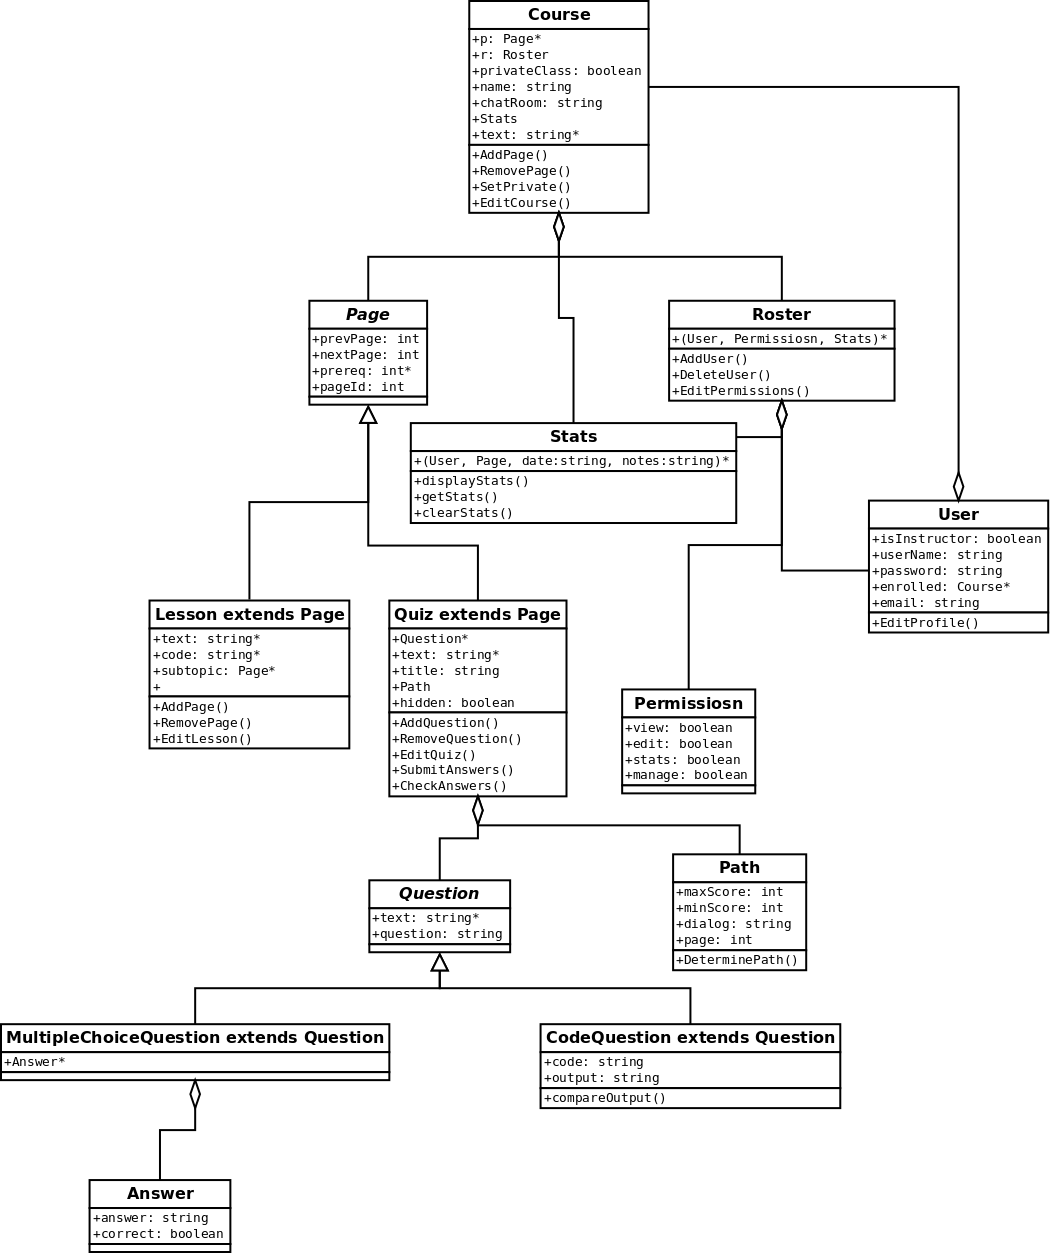 Course
+p: Page*
+r: Roster
+privateClass: boolean
+name: string
+chatRoom: string
+Stats
+text: string*
+AddPage()
+RemovePage()
+SetPrivate()
+EditCourse()
Page
+prevPage: int
+nextPage: int
+prereq: int*
+pageId: int
Roster
+(User, Permissiosn, Stats)*
+AddUser()
+DeleteUser()
+EditPermissions()
Stats
+(User, Page, date:string, notes:string)*
+displayStats()
+getStats()
+clearStats()
User
+isInstructor: boolean
+userName: string
+password: string
+enrolled: Course*
+email: string
+EditProfile()
Lesson extends Page
+text: string*
+code: string*
+subtopic: Page*
+
+AddPage()
+RemovePage()
+EditLesson()
Quiz extends Page
+Question*
+text: string*
+title: string
+Path
+hidden: boolean
+AddQuestion()
+RemoveQuestion()
+EditQuiz()
+SubmitAnswers()
+CheckAnswers()
Permissiosn
+view: boolean
+edit: boolean
+stats: boolean
+manage: boolean
Question
+text: string*
+question: string
Path
+maxScore: int
+minScore: int
+dialog: string
+page: int
+DeterminePath()
MultipleChoiceQuestion extends Question
+Answer*
CodeQuestion extends Question
+code: string
+output: string
+compareOutput()
Answer
+answer: string
+correct: boolean